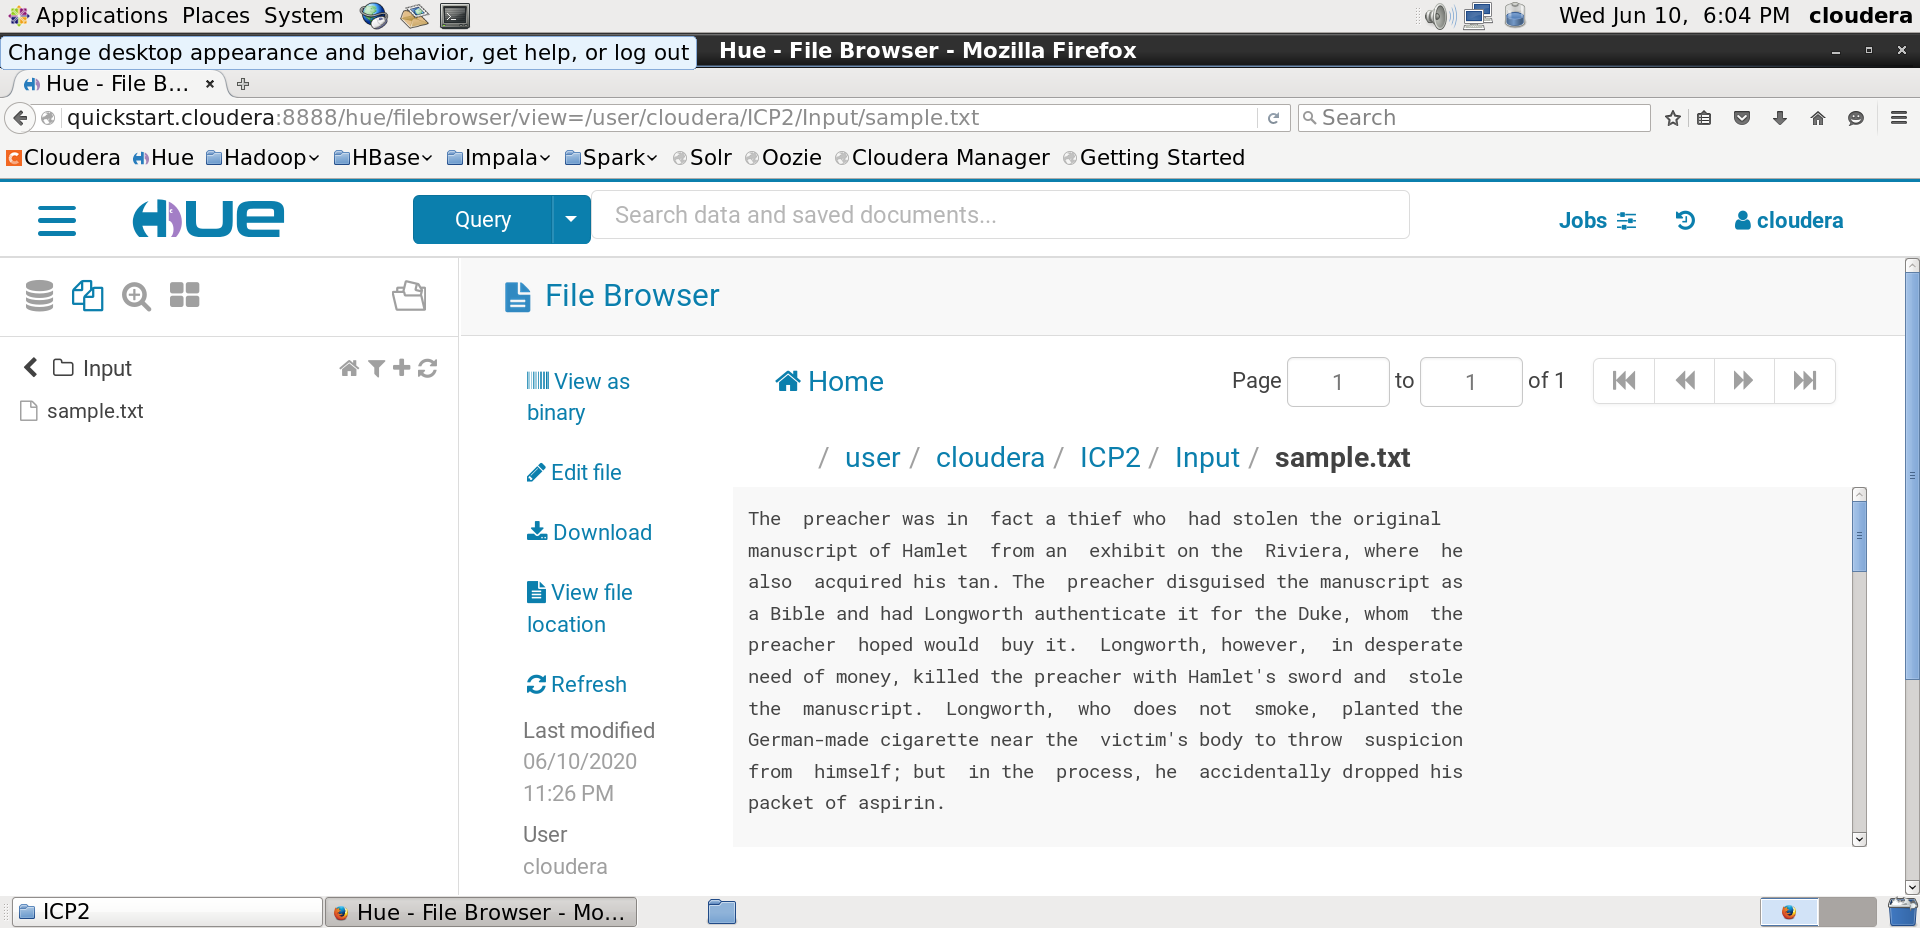 Applications Places System
Wed Jun 10, 6:04 PM cloudera
Change desktop appearance and behavior, get help, or log out
Hue - File Browser - Mozilla Firefox
Hue - File B...
quickstart.cloudera:8888/hue/filebrowser/view=/user/cloudera/ICP2/Input/sample.txt
Search
Cloudera Hue Hadoop HBase Impala Spark Solr Oozie Cloudera Manager Getting Started
HUE
Query
Search data and saved documents...
Jobs
cloudera
File Browser
Input
sample.txt
View as
binary
Edit file
Download
View file
location
Refresh
Last modified
06/10/2020
11:26 PM
User
cloudera
Home
Page 1 to 1 of 1
/ user / cloudera / ICP2 / Input / sample.txt
The  preacher was in  fact a thief who  had stolen the original
manuscript of Hamlet  from an  exhibit on the  Riviera, where  he
also  acquired his tan. The  preacher disguised the manuscript as
a Bible and had Longworth authenticate it for the Duke, whom  the
preacher  hoped would  buy it.  Longworth, however,  in desperate
need of money, killed the preacher with Hamlet's sword and  stole
the  manuscript.  Longworth,  who  does  not  smoke,  planted the
German-made cigarette near the  victim's body to throw  suspicion
from  himself; but  in the  process, he  accidentally dropped his
packet of aspirin.
ICP2
Hue - File Browser - Mo...